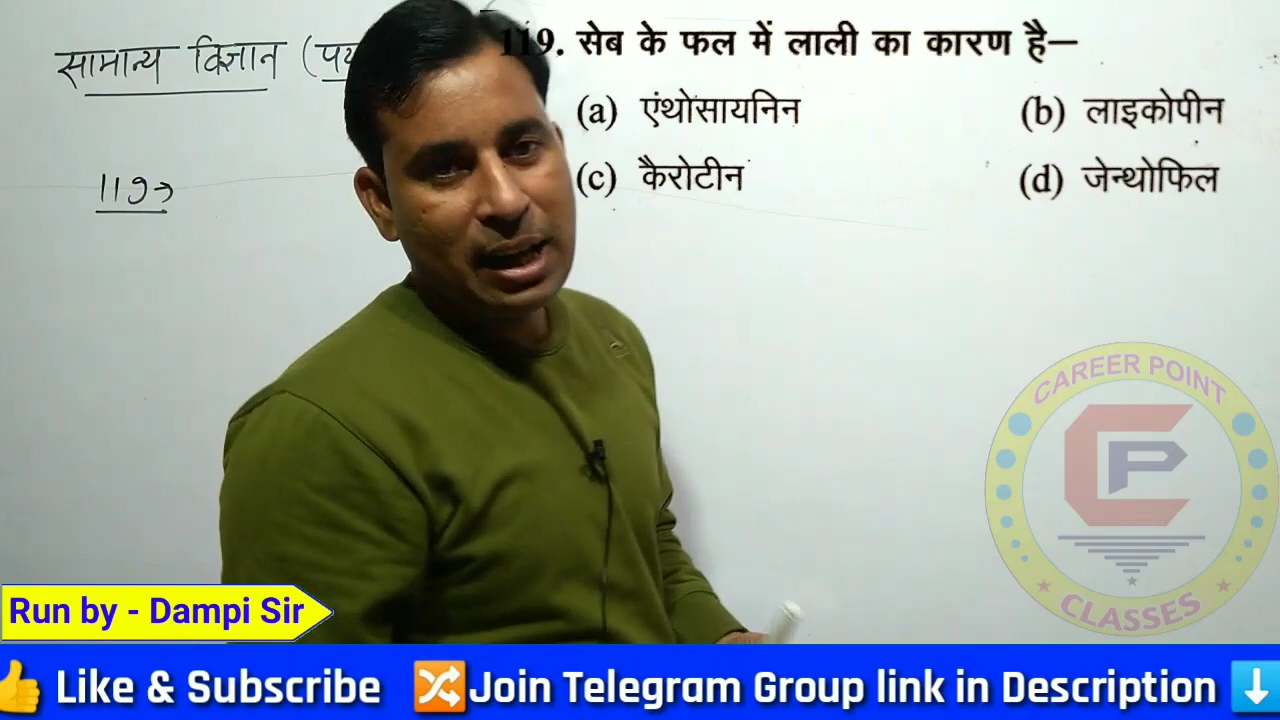 सामान्य विज्ञान (
119. सेब के फल में लाली का कारण है—
(a) एंथोसायनिन (b) लाइकोपीन
(c) कैरोटीन (d) जेन्थोफिल
119→
CAREER POINT
CP
CLASSES
Run by - Dampi Sir
Like & Subscribe Join Telegram Group link in Description